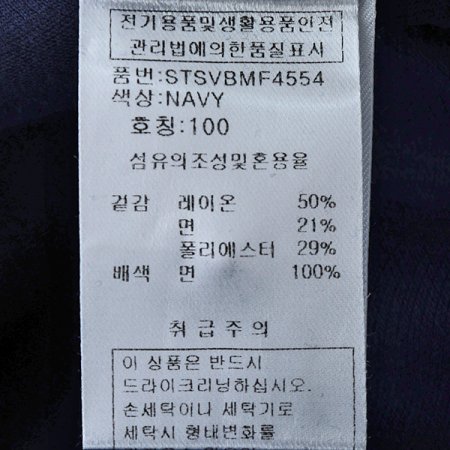 전기용품및생활용품안전
관리법에의한품질표시
품번:STSVBMF4554
색상:NAVY
호칭:100
섬유의조성및혼용율
겉감 레이온 50%
면 21%
폴리에스터 29%
배색 면 100%
취급주의
이 상품은 반드시
드라이크리닝하십시오.
손세탁이나 세탁기로
세탁시 형태변화률